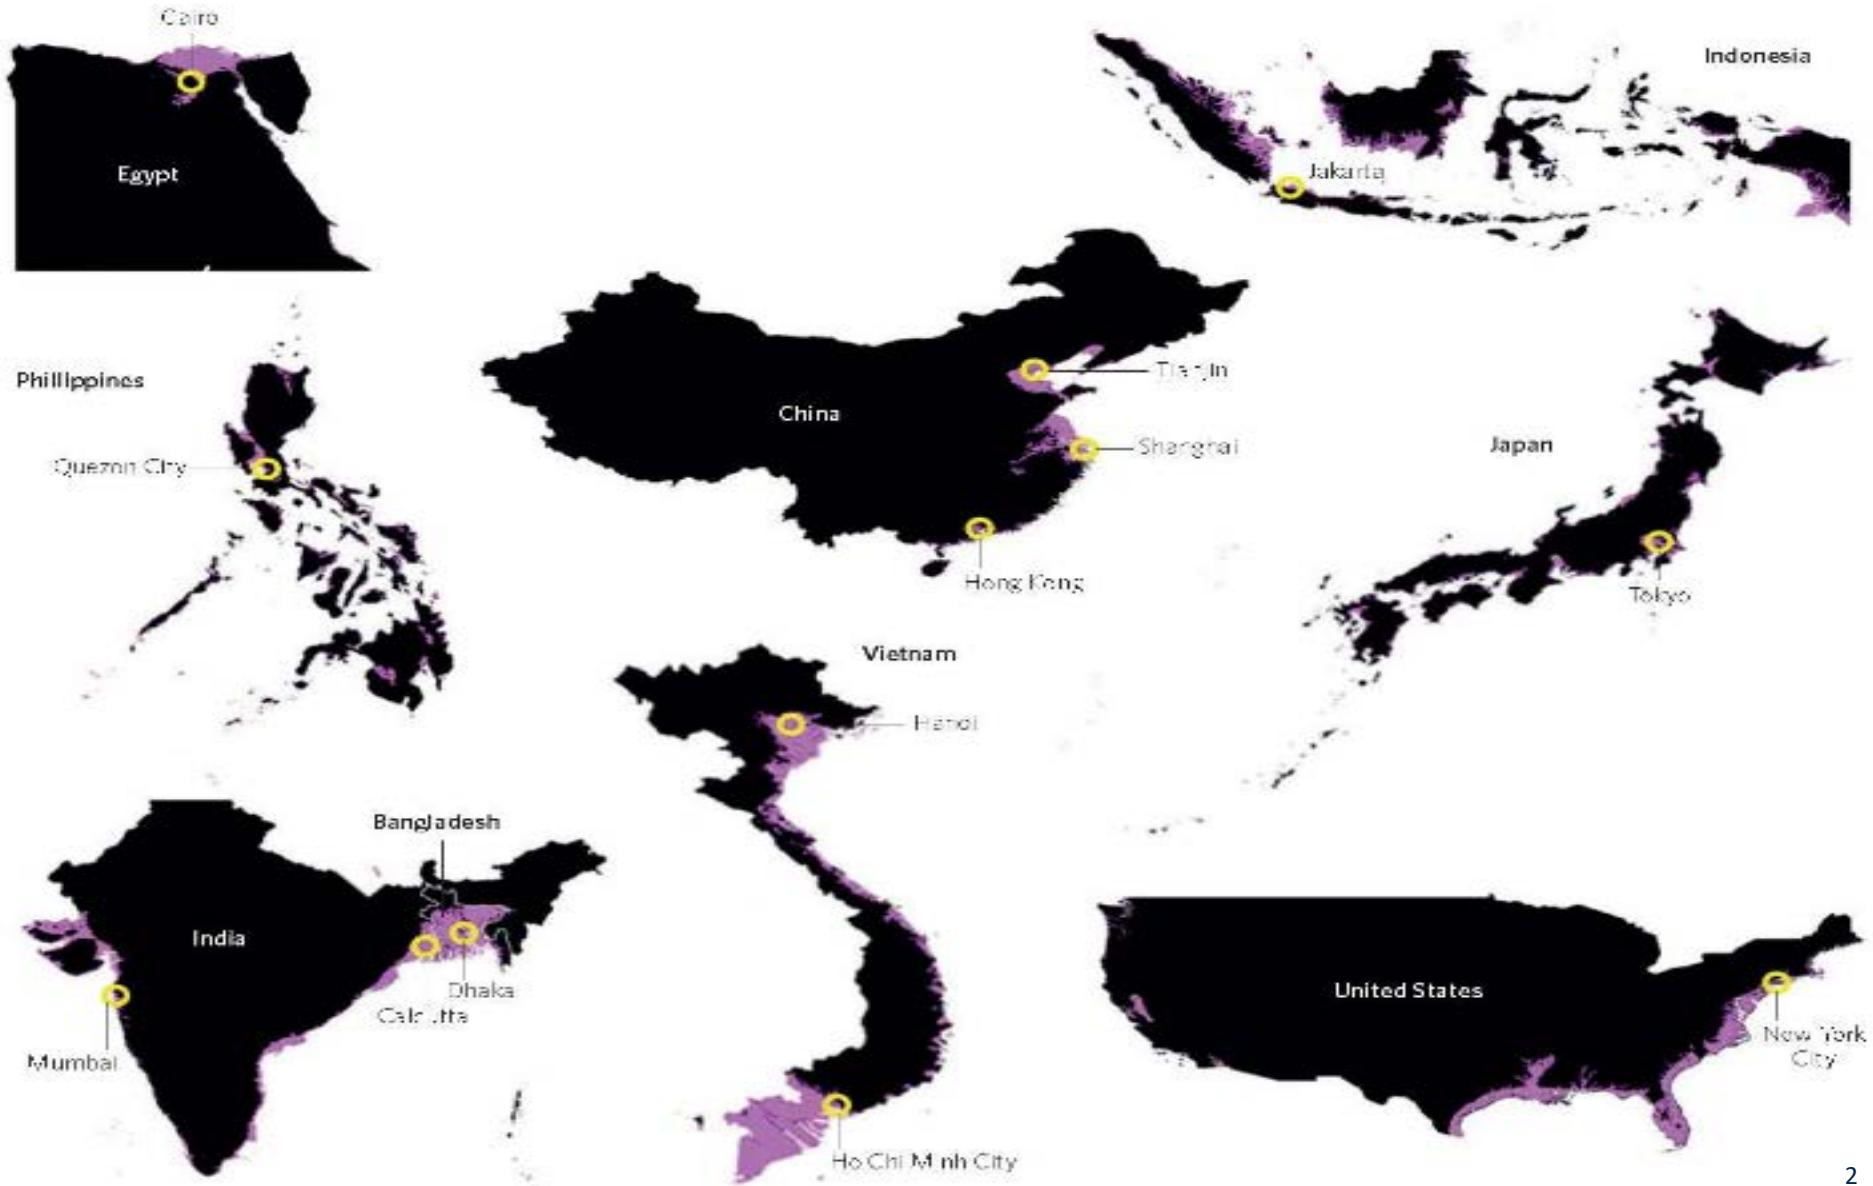 Cairo
Indonesia
Egypt
Jakarta
Phillippines
Tianjin
China
Shanghai
Japan
Quezon City
Hong Kong
Tokyo
Vietnam
Hanoi
Bangladesh
India
United States
Dhaka
Calcutta
New York
City
Mumbai
Ho Chi Minh City
2